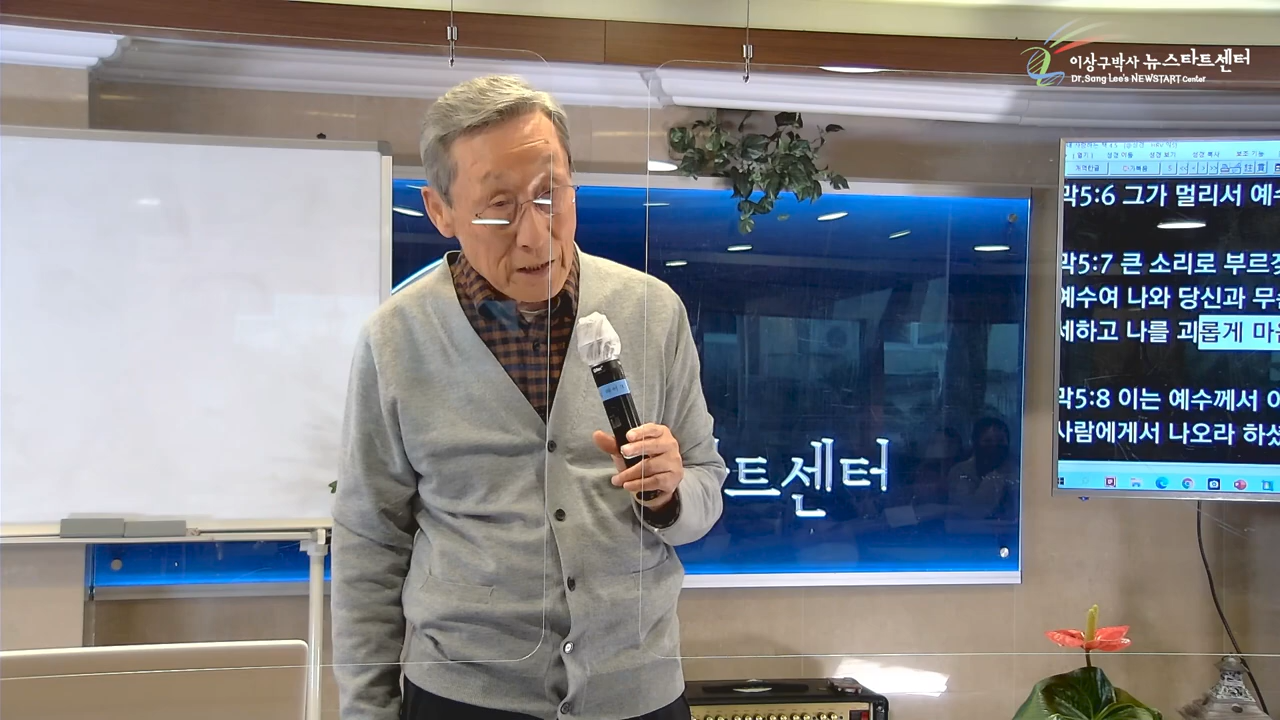 이상구박사 뉴스타트센터
Dr. Sang Lee's NEWSTART Center
막5:6 그가 멀리서 예수
막5:7 큰 소리로 부르짖
예수여 나와 당신과 무슨
세하고 나를 괴롭게 마
막5:8 이는 예수께서 이
사람에게서 나오라 하셨
트센터